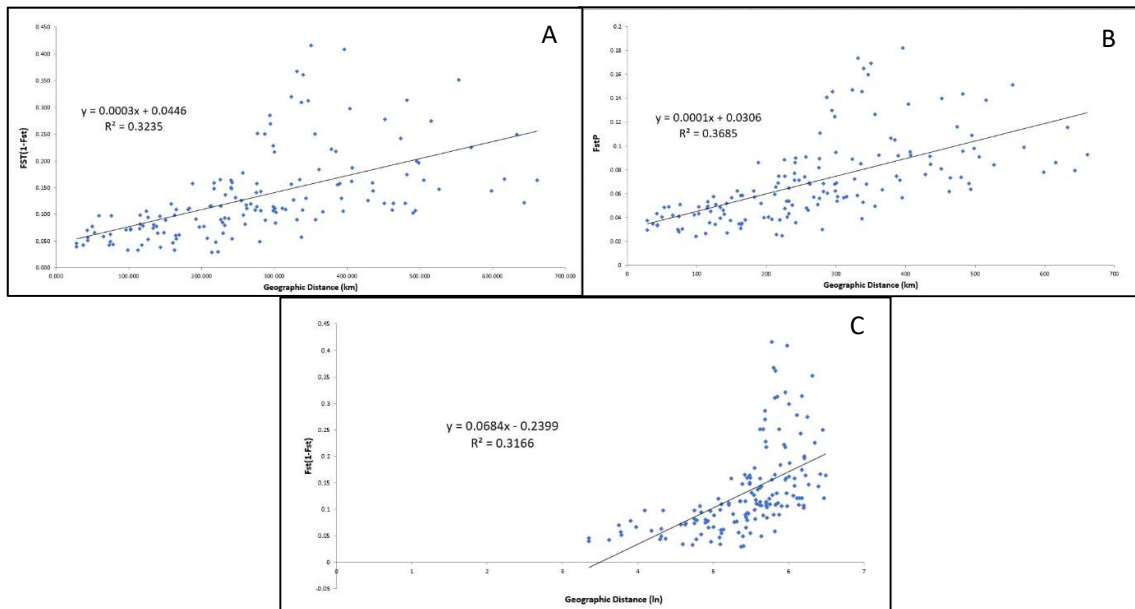 A
0.450
0.400
0.350
0.300
0.250
0.200
0.150
0.100
0.050
0.000
FST(1-Fst)
y = 0.0003x + 0.0446
R² = 0.3235
0.000 100.000 200.000 300.000 400.000 500.000 600.000 700.000
Geographic Distance (km)
B
0.2
0.18
0.16
0.14
0.12
0.1
0.08
0.06
0.04
0.02
0
FstP
y = 0.0001x + 0.0306
R² = 0.3685
0 100 200 300 400 500 600 700
Geographic Distance (km)
C
0.45
0.4
0.35
0.3
0.25
0.2
0.15
0.1
0.05
0
-0.05
Fst(1-Fst)
y = 0.0684x - 0.2399
R² = 0.3166
0 1 2 3 4 5 6 7
Geographic Distance (ln)